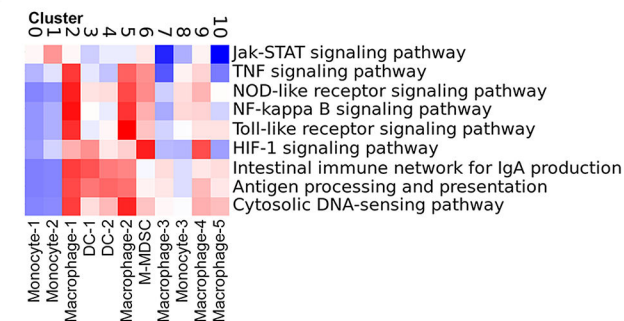 Cluster
0 1 2 3 4 5 6 7 8 9 10
Jak-STAT signaling pathway
TNF signaling pathway
NOD-like receptor signaling pathway
NF-kappa B signaling pathway
Toll-like receptor signaling pathway
HIF-1 signaling pathway
Intestinal immune network for IgA production
Antigen processing and presentation
Cytosolic DNA-sensing pathway
Monocyte-1
Monocyte-2
Macrophage-1
DC-1
DC-2
Macrophage-2
M-MDSC
Macrophage-3
Monocyte-3
Macrophage-4
Macrophage-5